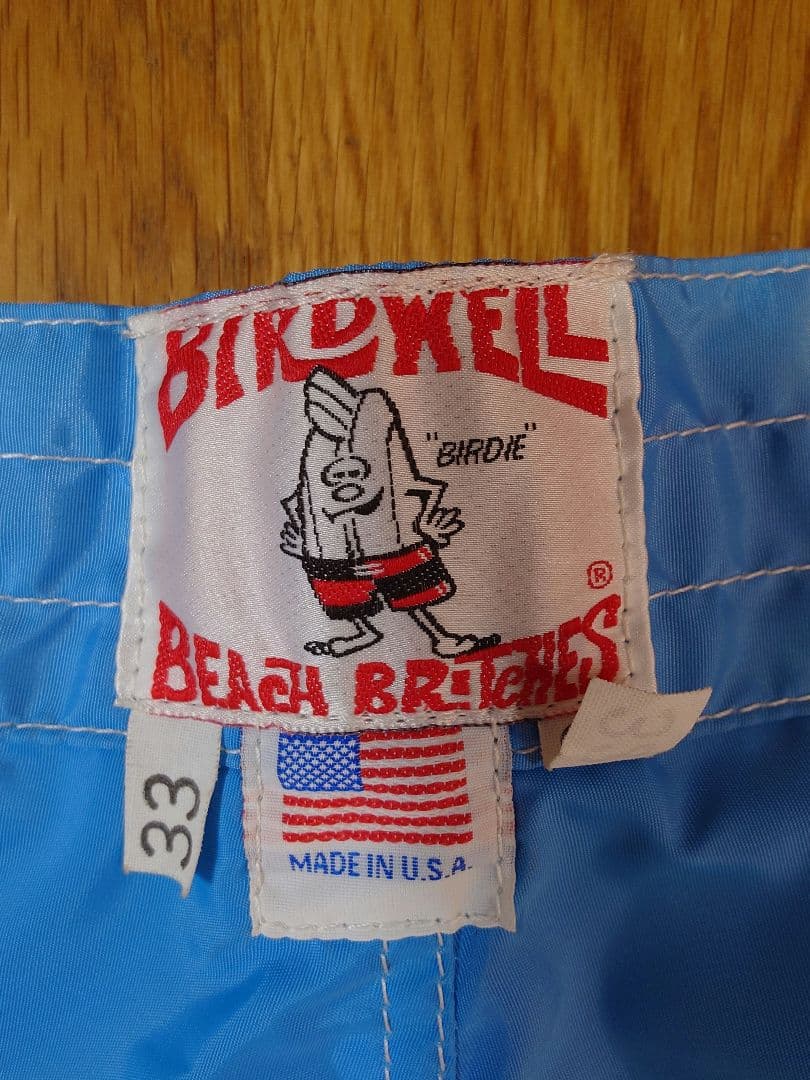 BIRDWELL
"BIRDIE"
®
BEACH BRITCHES
33
MADE IN U.S.A.